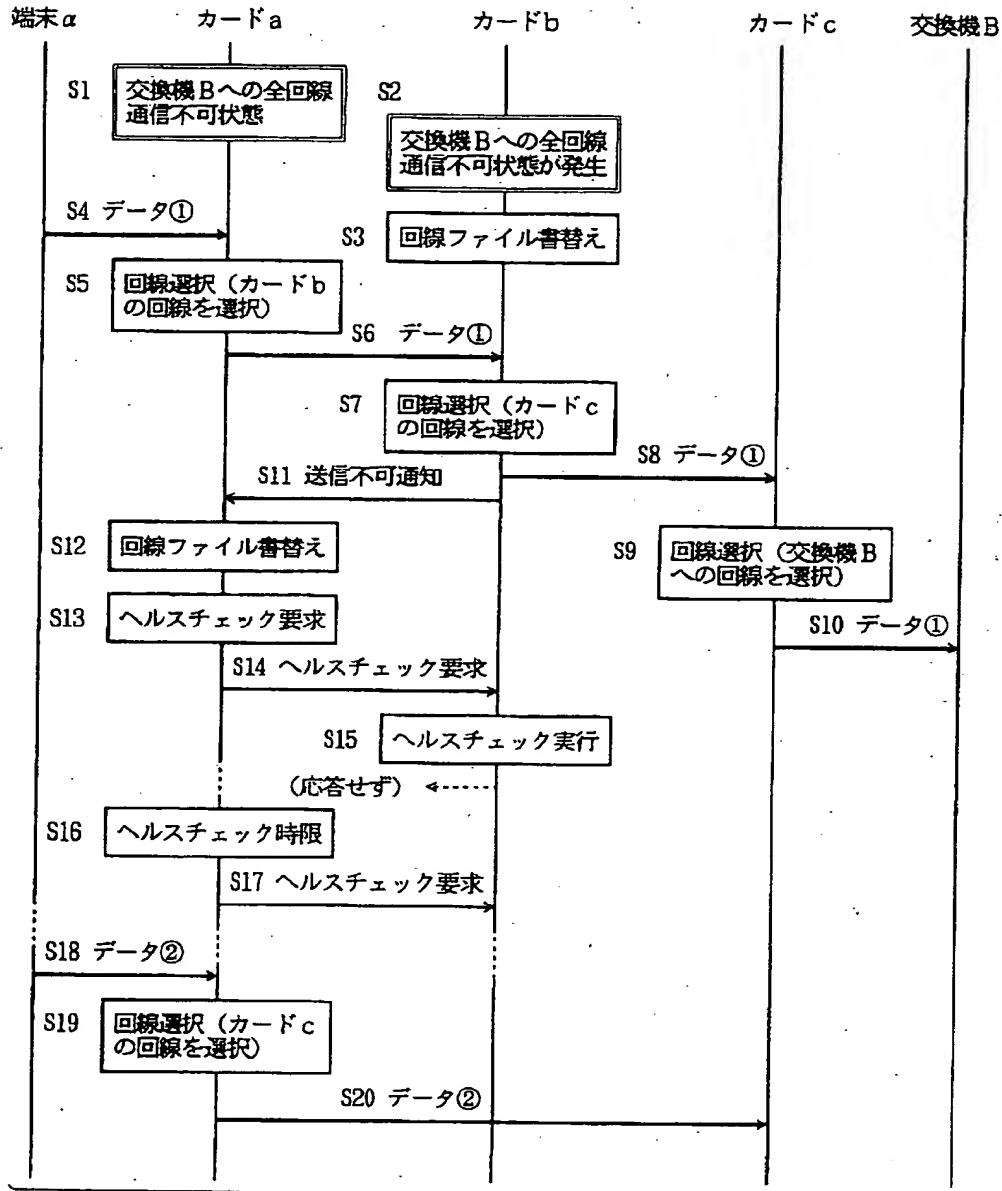 端末α
カードa
カードb
カードc
交換機B
S1
交換機Bへの全回線
通信不可状態
S2
交換機Bへの全回線
通信不可状態が発生
S4 データ①
S3
回線ファイル書替え
S5
回線選択（カードb
の回線を選択）
S6 データ①
S7
回線選択（カードc
の回線を選択）
S8 データ①
S11 送信不可通知
S12
回線ファイル書替え
S9
回線選択（交換機B
への回線を選択）
S13
ヘルスチェック要求
S10 データ①
S14 ヘルスチェック要求
S15
ヘルスチェック実行
（応答せず）
S16
ヘルスチェック時限
S17 ヘルスチェック要求
S18 データ②
S19
回線選択（カードc
の回線を選択）
S20 データ②